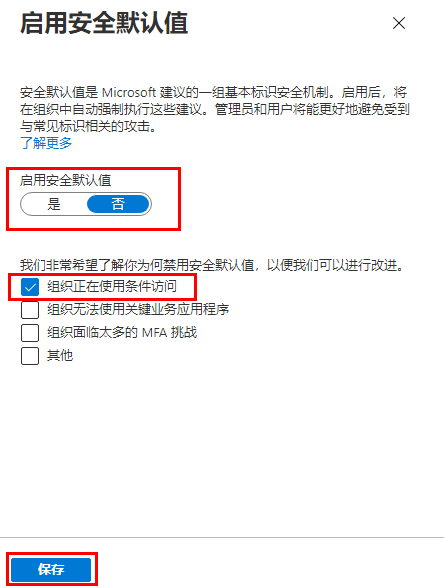 启用安全默认值
安全默认值是 Microsoft 建议的一组基本标识安全机制。启用后，将
在组织中自动强制执行这些建议。管理员和用户将能更好地避免受到
与常见标识相关的攻击。
了解更多
启用安全默认值
是 否
我们非常希望了解你为何禁用安全默认值，以便我们可以进行改进。
组织正在使用条件访问
组织无法使用关键业务应用程序
组织面临太多的 MFA 挑战
其他
保存